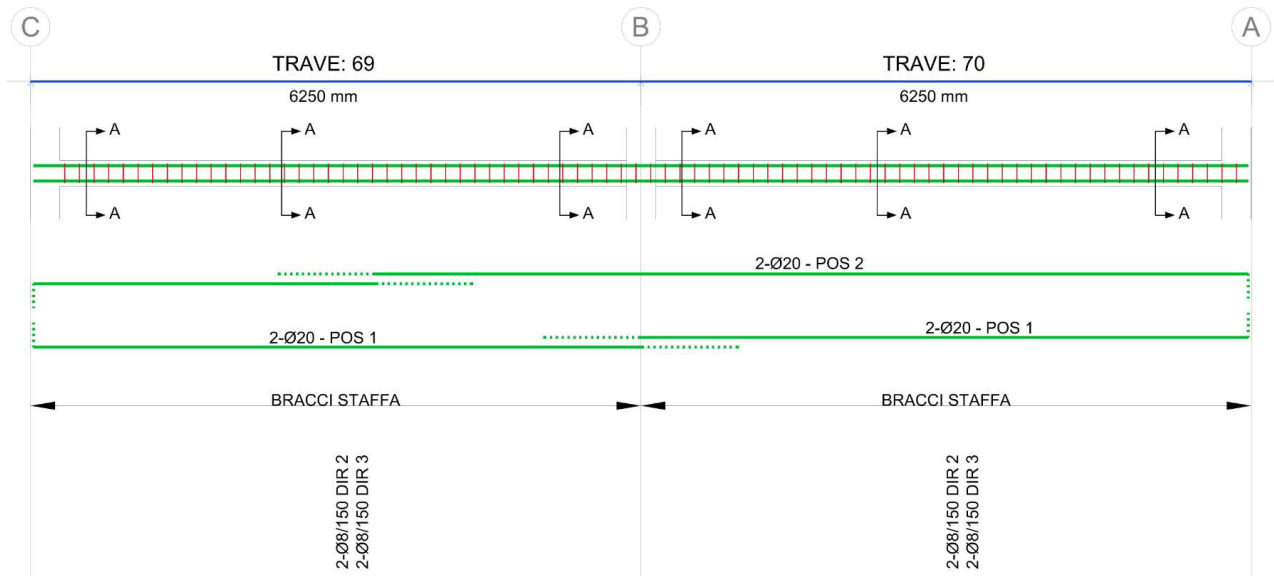 C
B
A
TRAVE: 69
TRAVE: 70
6250 mm
6250 mm
A
A
A
A
A
A
A
A
A
A
A
A
2-Ø20 - POS 2
2-Ø20 - POS 1
2-Ø20 - POS 1
BRACCI STAFFA
BRACCI STAFFA
2-Ø8/150 DIR 2
2-Ø8/150 DIR 3
2-Ø8/150 DIR 2
2-Ø8/150 DIR 3